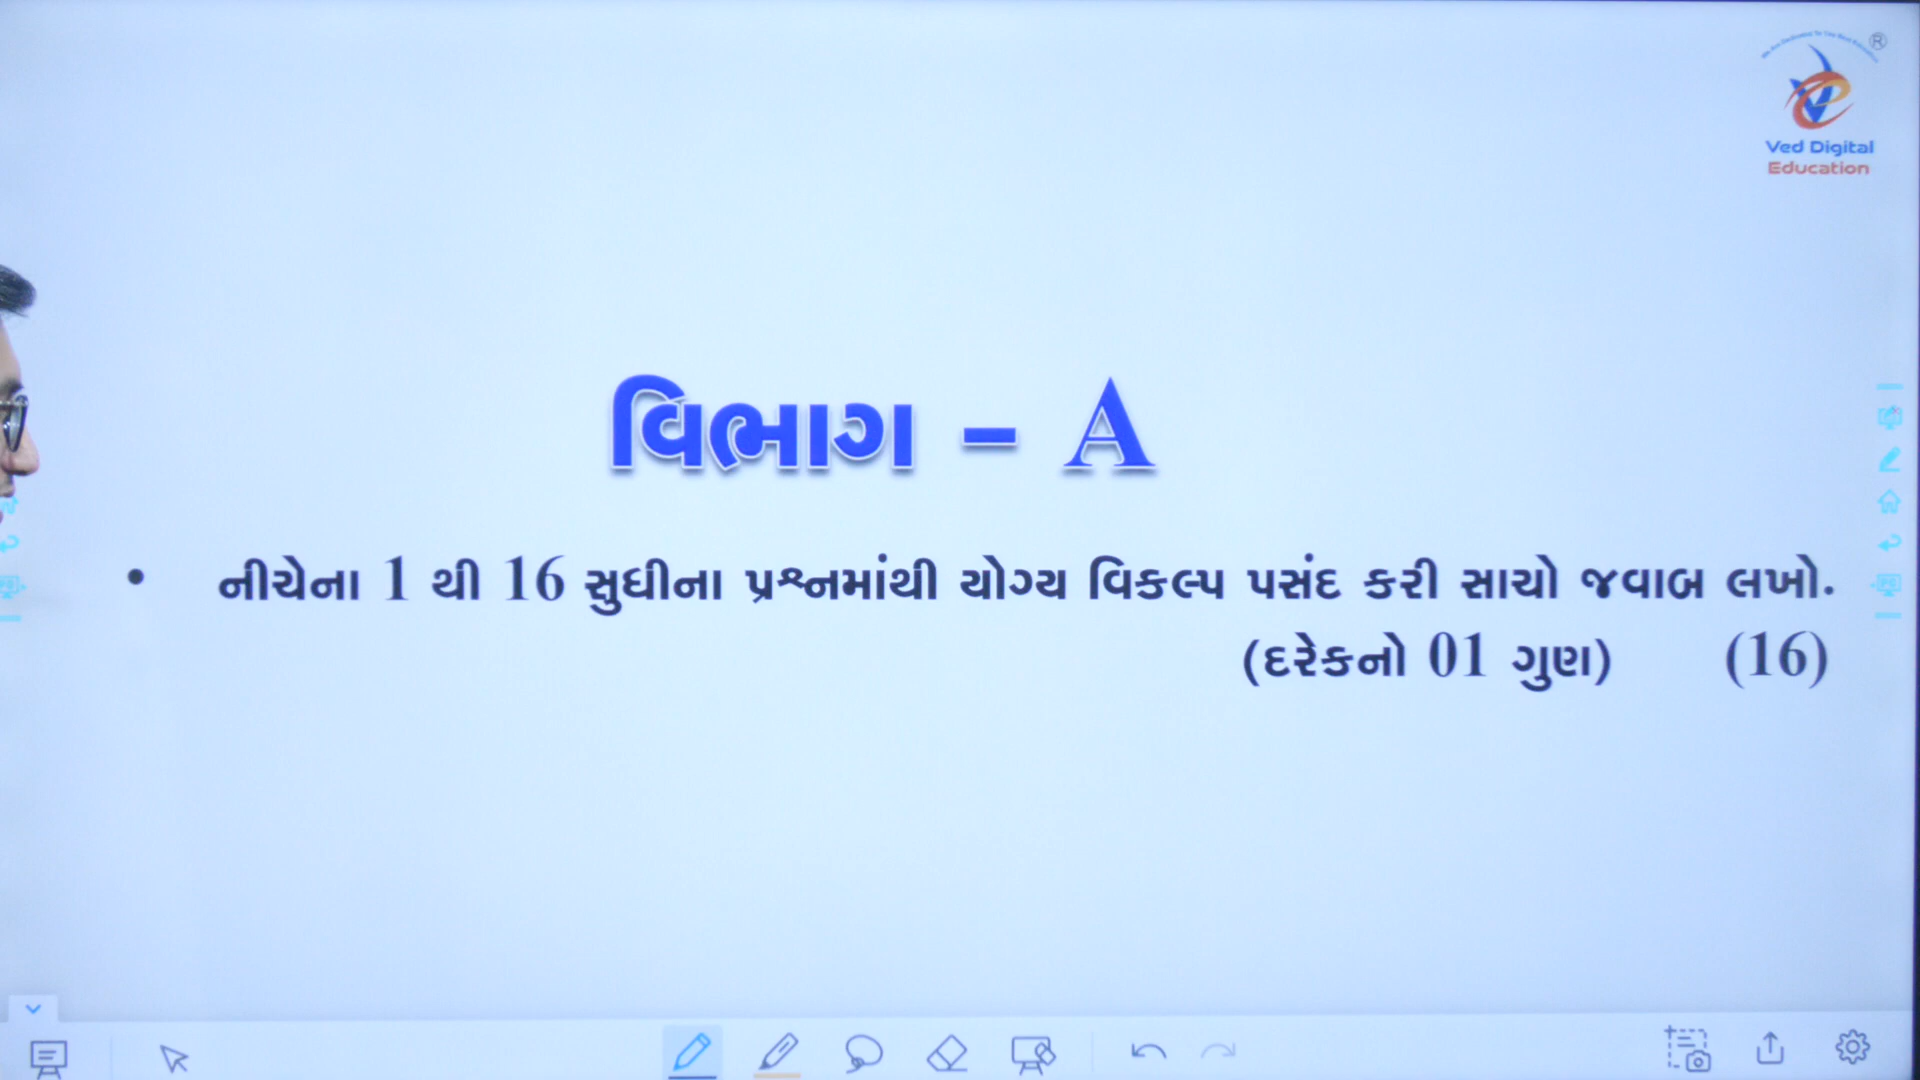 ®
Ved Digital
Education
વિભાગ – A
• નીચેના 1 થી 16 સુધીના પ્રશ્નમાંથી યોગ્ય વિકલ્પ પસંદ કરી સાચો જવાબ લખો.
(દરેકનો 01 ગુણ) (16)